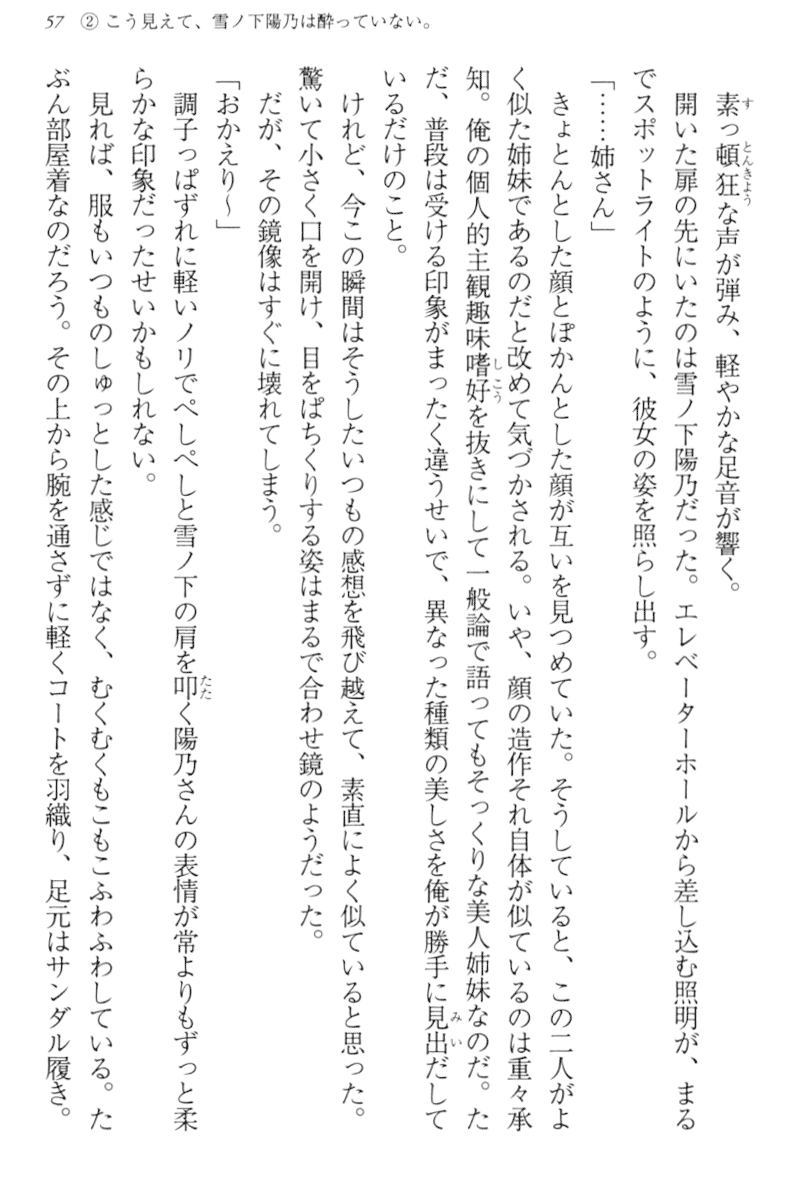 57　② こう見えて、雪ノ下陽乃は酔っていない。
素っ頓狂な声が弾み、軽やかな足音が響く。
開いた扉の先にいたのは雪ノ下陽乃だった。エレベーターホールから差し込む照明が、まる
でスポットライトのように、彼女の姿を照らし出す。
「……姉さん」
きょとんとした顔とぽかんとした顔が互いを見つめていた。そうしていると、この二人がよ
く似た姉妹であるのだと改めて気づかされる。いや、顔の造作それ自体が似ているのは重々承
知。俺の個人的主観趣味嗜好を抜きにして一般論で語ってもそっくりな美人姉妹なのだ。た
だ、普段は受ける印象がまったく違うせいで、異なった種類の美しさを俺が勝手に見出だして
いるだけのこと。
けれど、今この瞬間はそうしたいつもの感想を飛び越えて、素直によく似ていると思った。
驚いて小さく口を開け、目をぱちくりする姿はまるで合わせ鏡のようだった。
だが、その鏡像はすぐに壊れてしまう。
「おかえり～」
調子っぱずれに軽いノリでぺしぺしと雪ノ下の肩を叩く陽乃さんの表情が常よりもずっと柔
らかな印象だったせいかもしれない。
見れば、服もいつものしゅっとした感じではなく、むくむくもこもこふわふわしている。た
ぶん部屋着なのだろう。その上から腕を通さずに軽くコートを羽織り、足元はサンダル履き。